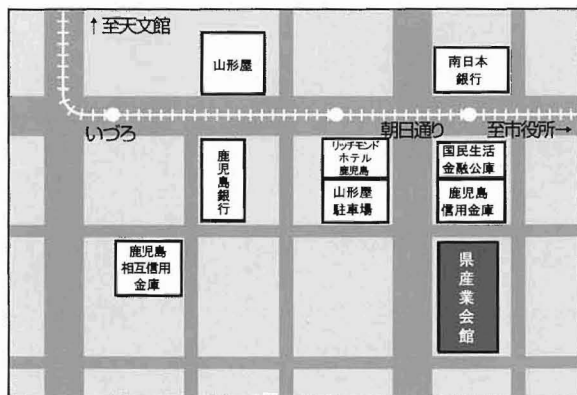 ↑至天文館
山形屋
南日本
銀行
いづろ
朝日通り
至市役所→
鹿児島銀行
リッチモンド
ホテル
鹿児島
山形屋
駐車場
国民生活
金融公庫
鹿児島
信用金庫
鹿児島
相互信用
金庫
県産業会館